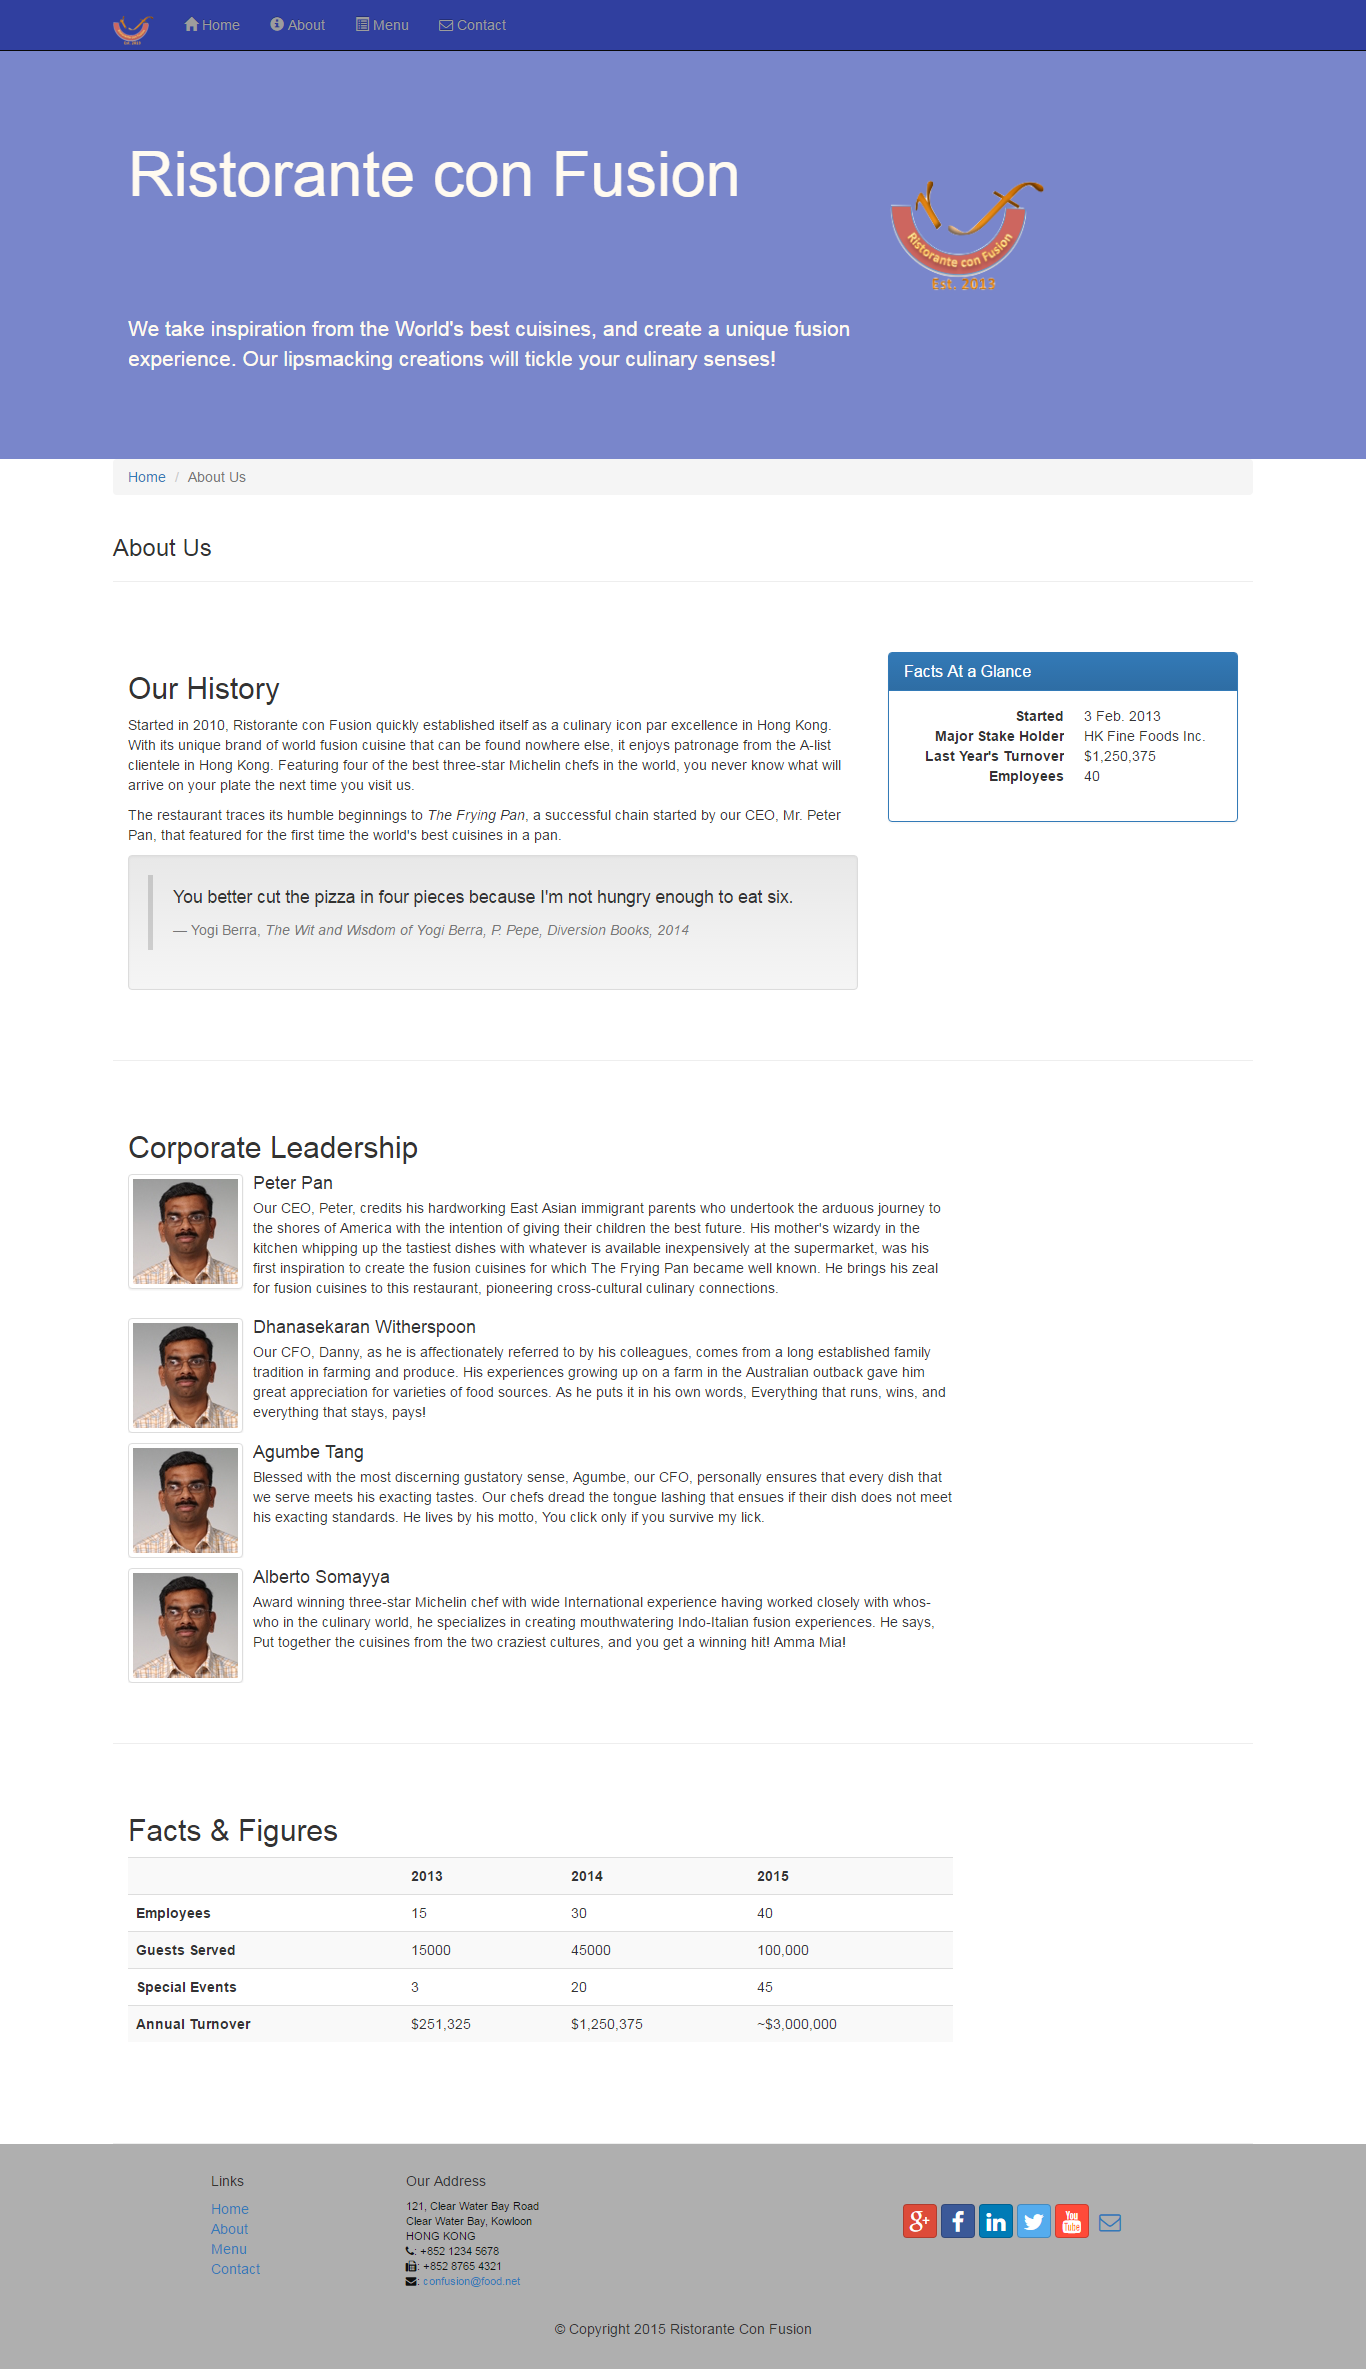 Home About Menu Contact
Ristorante con Fusion
Ristorante con Fusion
Est. 2013
We take inspiration from the World's best cuisines, and create a unique fusion
experience. Our lipsmacking creations will tickle your culinary senses!
Home / About Us
About Us
Our History
Started in 2010, Ristorante con Fusion quickly established itself as a culinary icon par excellence in Hong Kong.
With its unique brand of world fusion cuisine that can be found nowhere else, it enjoys patronage from the A-list
clientele in Hong Kong. Featuring four of the best three-star Michelin chefs in the world, you never know what will
arrive on your plate the next time you visit us.
The restaurant traces its humble beginnings to The Frying Pan, a successful chain started by our CEO, Mr. Peter
Pan, that featured for the first time the world's best cuisines in a pan.
You better cut the pizza in four pieces because I'm not hungry enough to eat six.
— Yogi Berra, The Wit and Wisdom of Yogi Berra, P. Pepe, Diversion Books, 2014
Facts At a Glance
Started 3 Feb. 2013
Major Stake Holder HK Fine Foods Inc.
Last Year's Turnover $1,250,375
Employees 40
Corporate Leadership
Peter Pan
Our CEO, Peter, credits his hardworking East Asian immigrant parents who undertook the arduous journey to
the shores of America with the intention of giving their children the best future. His mother's wizardy in the
kitchen whipping up the tastiest dishes with whatever is available inexpensively at the supermarket, was his
first inspiration to create the fusion cuisines for which The Frying Pan became well known. He brings his zeal
for fusion cuisines to this restaurant, pioneering cross-cultural culinary connections.
Dhanasekaran Witherspoon
Our CFO, Danny, as he is affectionately referred to by his colleagues, comes from a long established family
tradition in farming and produce. His experiences growing up on a farm in the Australian outback gave him
great appreciation for varieties of food sources. As he puts it in his own words, Everything that runs, wins, and
everything that stays, pays!
Agumbe Tang
Blessed with the most discerning gustatory sense, Agumbe, our CFO, personally ensures that every dish that
we serve meets his exacting tastes. Our chefs dread the tongue lashing that ensues if their dish does not meet
his exacting standards. He lives by his motto, You click only if you survive my lick.
Alberto Somayya
Award winning three-star Michelin chef with wide International experience having worked closely with whos-
who in the culinary world, he specializes in creating mouthwatering Indo-Italian fusion experiences. He says,
Put together the cuisines from the two craziest cultures, and you get a winning hit! Amma Mia!
Facts & Figures
2013 2014 2015
Employees 15 30 40
Guests Served 15000 45000 100,000
Special Events 3 20 45
Annual Turnover $251,325 $1,250,375 ~$3,000,000
Links
Home
About
Menu
Contact
Our Address
121, Clear Water Bay Road
Clear Water Bay, Kowloon
HONG KONG
: +852 1234 5678
: +852 8765 4321
: confusion@food.net
g+ f in You Tube
© Copyright 2015 Ristorante Con Fusion